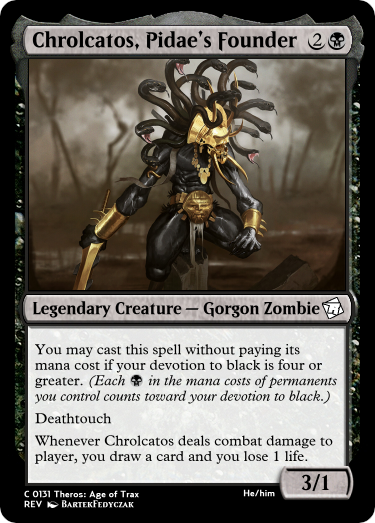 Chrolcatos, Pidae's Founder 2
Legendary Creature — Gorgon Zombie
You may cast this spell without paying its
mana cost if your devotion to black is four or
greater. (Each in the mana costs of permanents
you control counts toward your devotion to black.)
Deathtouch
Whenever Chrolcatos deals combat damage to
player, you draw a card and you lose 1 life.
3/1
C 0131 Theros: Age of Trax He/him
REV BartekFedyczak